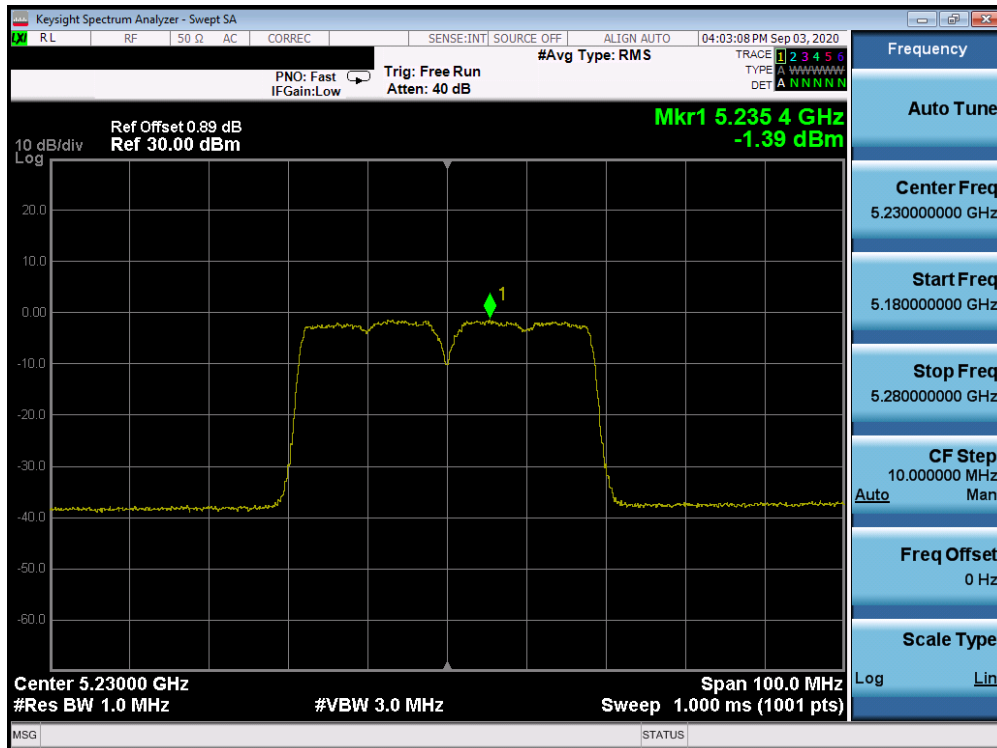 Keysight Spectrum Analyzer - Swept SA
LXI RL RF 50 Ω AC CORREC SENSE:INT SOURCE OFF ALIGN AUTO 04:03:08 PM Sep 03, 2020
#Avg Type: RMS
TRACE 1 2 3 4 5 6
TYPE A WWWWW
DET A N N N N N
PNO: Fast
IFGain:Low
Trig: Free Run
Atten: 40 dB
Mkr1 5.235 4 GHz
-1.39 dBm
Ref Offset 0.89 dB
Ref 30.00 dBm
10 dB/div
Log
20.0
10.0
0.00
-10.0
-20.0
-30.0
-40.0
-50.0
-60.0
1
Center 5.23000 GHz
Span 100.0 MHz
#Res BW 1.0 MHz
#VBW 3.0 MHz
Sweep 1.000 ms (1001 pts)
MSG
STATUS
Frequency
Auto Tune
Center Freq
5.230000000 GHz
Start Freq
5.180000000 GHz
Stop Freq
5.280000000 GHz
CF Step
10.000000 MHz
Auto Man
Freq Offset
0 Hz
Scale Type
Log Lin